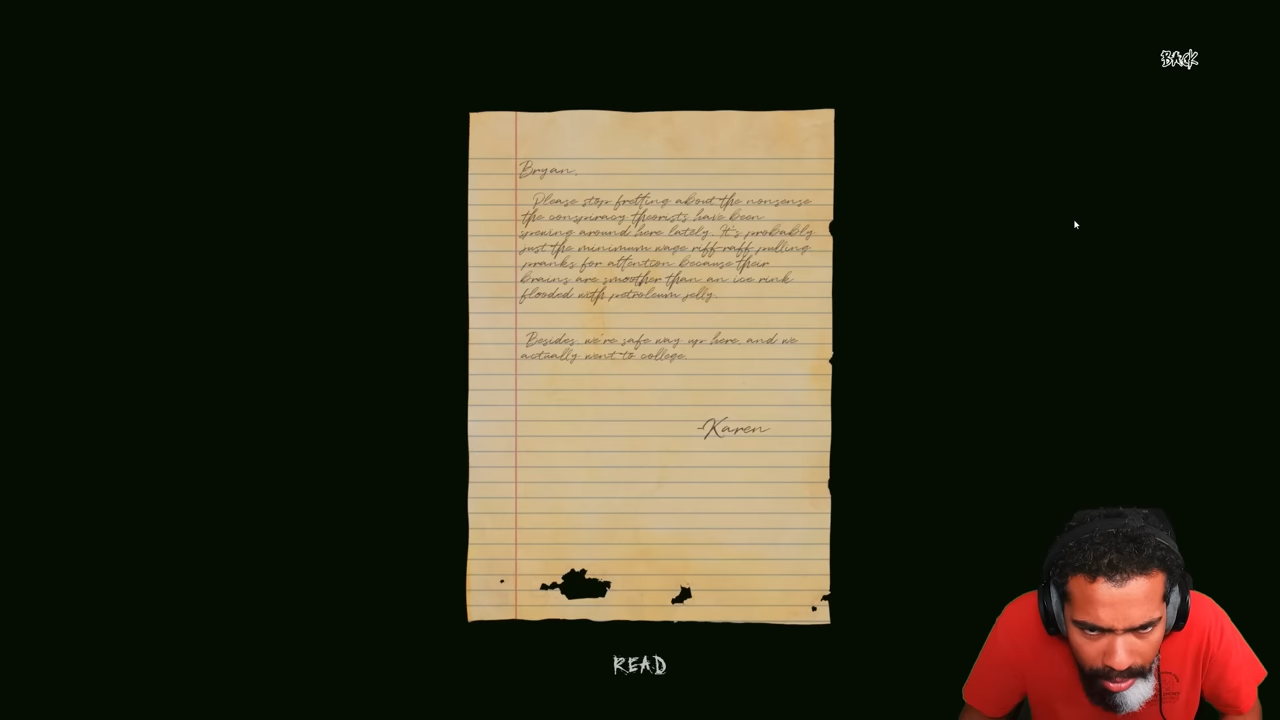 BACK
Bryan,
Please stop fretting about the nonsense
the conspiracy theorists have been
spewing around here lately. It's probably
just the minimum wage riff-raff pulling
pranks for attention because their
brains are smoother than an ice rink
flooded with petroleum jelly.
Besides, we're safe way up here, and we
actually went to college.
-Karen
READ